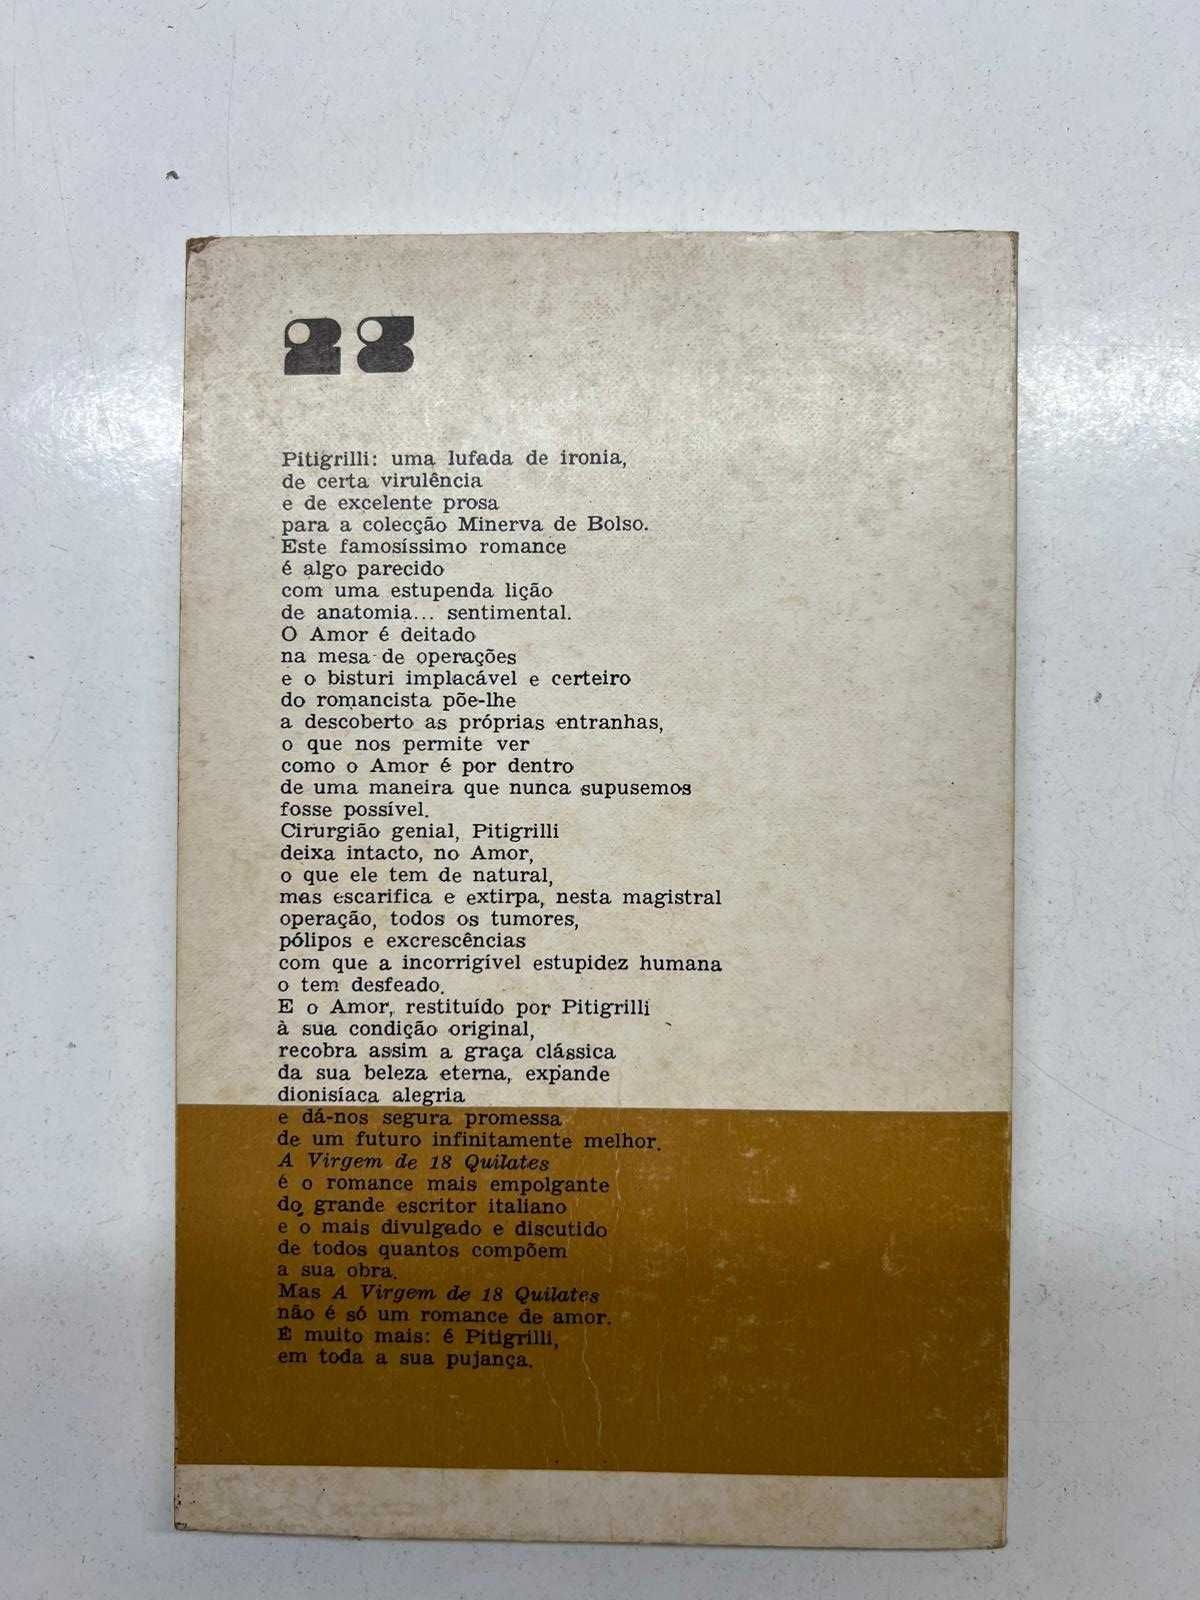 23
Pitigrilli: uma lufada de ironia,
de certa virulência
e de excelente prosa
para a colecção Minerva de Bolso.
Este famosíssimo romance
é algo parecido
com uma estupenda lição
de anatomia... sentimental.
O Amor é deitado
na mesa de operações
e o bisturi implacável e certeiro
do romancista põe-lhe
a descoberto as próprias entranhas,
o que nos permite ver
como o Amor é por dentro
de uma maneira que nunca supusemos
fosse possível.
Cirurgião genial, Pitigrilli
deixa intacto, no Amor,
o que ele tem de natural,
mas escarifica e extirpa, nesta magistral
operação, todos os tumores,
pólipos e excrescências
com que a incorrigível estupidez humana
o tem desfeado.
E o Amor, restituído por Pitigrilli
à sua condição original,
recobra assim a graça clássica
da sua beleza eterna, expande
dionisíaca alegria
e dá-nos segura promessa
de um futuro infinitamente melhor.
A Virgem de 18 Quilates
é o romance mais empolgante
do grande escritor italiano
e o mais divulgado e discutido
de todos quantos compõem
a sua obra.
Mas A Virgem de 18 Quilates
não é só um romance de amor.
É muito mais: é Pitigrilli,
em toda a sua pujança.